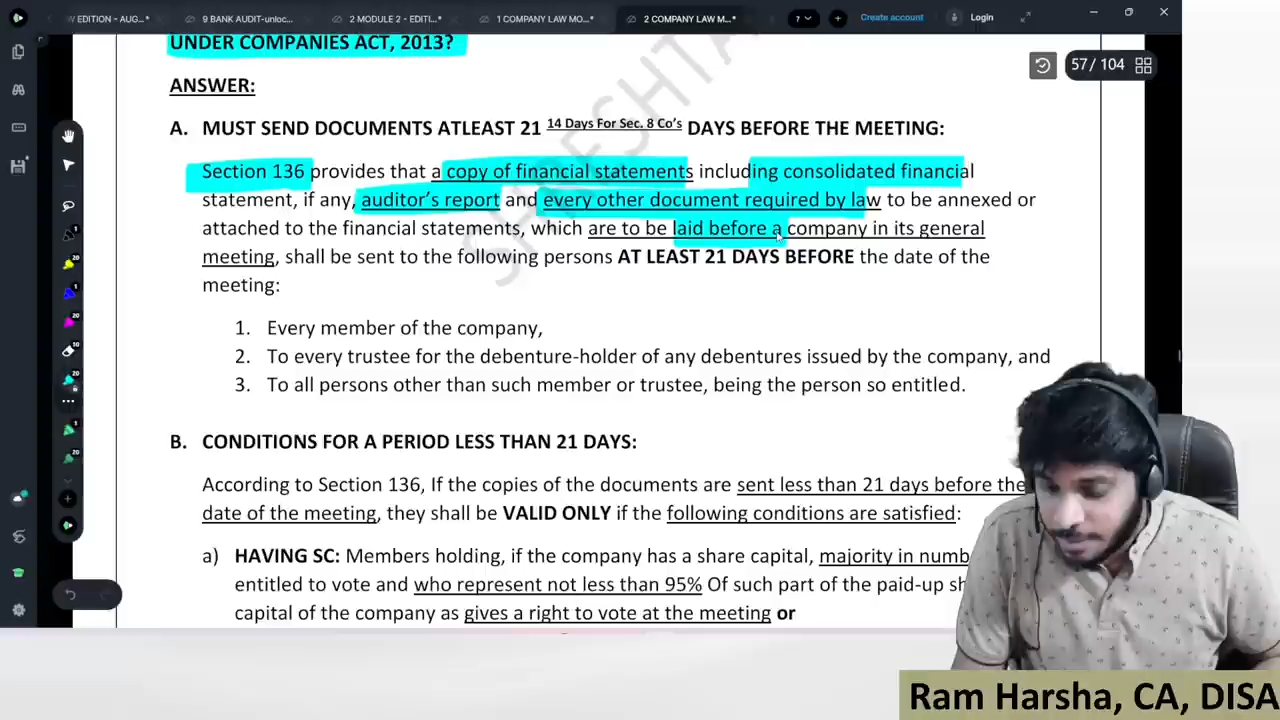 W EDITION - AUG...*
9 BANK AUDIT-unloc...
2 MODULE 2 - EDITI...*
1 COMPANY LAW MO...*
2 COMPANY LAW M...*
7
Create account
Login
UNDER COMPANIES ACT, 2013?
57 / 104
ANSWER:
A. MUST SEND DOCUMENTS ATLEAST 21 14 Days For Sec. 8 Co's DAYS BEFORE THE MEETING:
Section 136 provides that a copy of financial statements including consolidated financial
statement, if any, auditor's report and every other document required by law to be annexed or
attached to the financial statements, which are to be laid before a company in its general
meeting, shall be sent to the following persons AT LEAST 21 DAYS BEFORE the date of the
meeting:
1. Every member of the company,
2. To every trustee for the debenture-holder of any debentures issued by the company, and
3. To all persons other than such member or trustee, being the person so entitled.
B. CONDITIONS FOR A PERIOD LESS THAN 21 DAYS:
According to Section 136, If the copies of the documents are sent less than 21 days before the
date of the meeting, they shall be VALID ONLY if the following conditions are satisfied:
a) HAVING SC: Members holding, if the company has a share capital, majority in numb
entitled to vote and who represent not less than 95% Of such part of the paid-up sh
capital of the company as gives a right to vote at the meeting or
Ram Harsha, CA, DISA